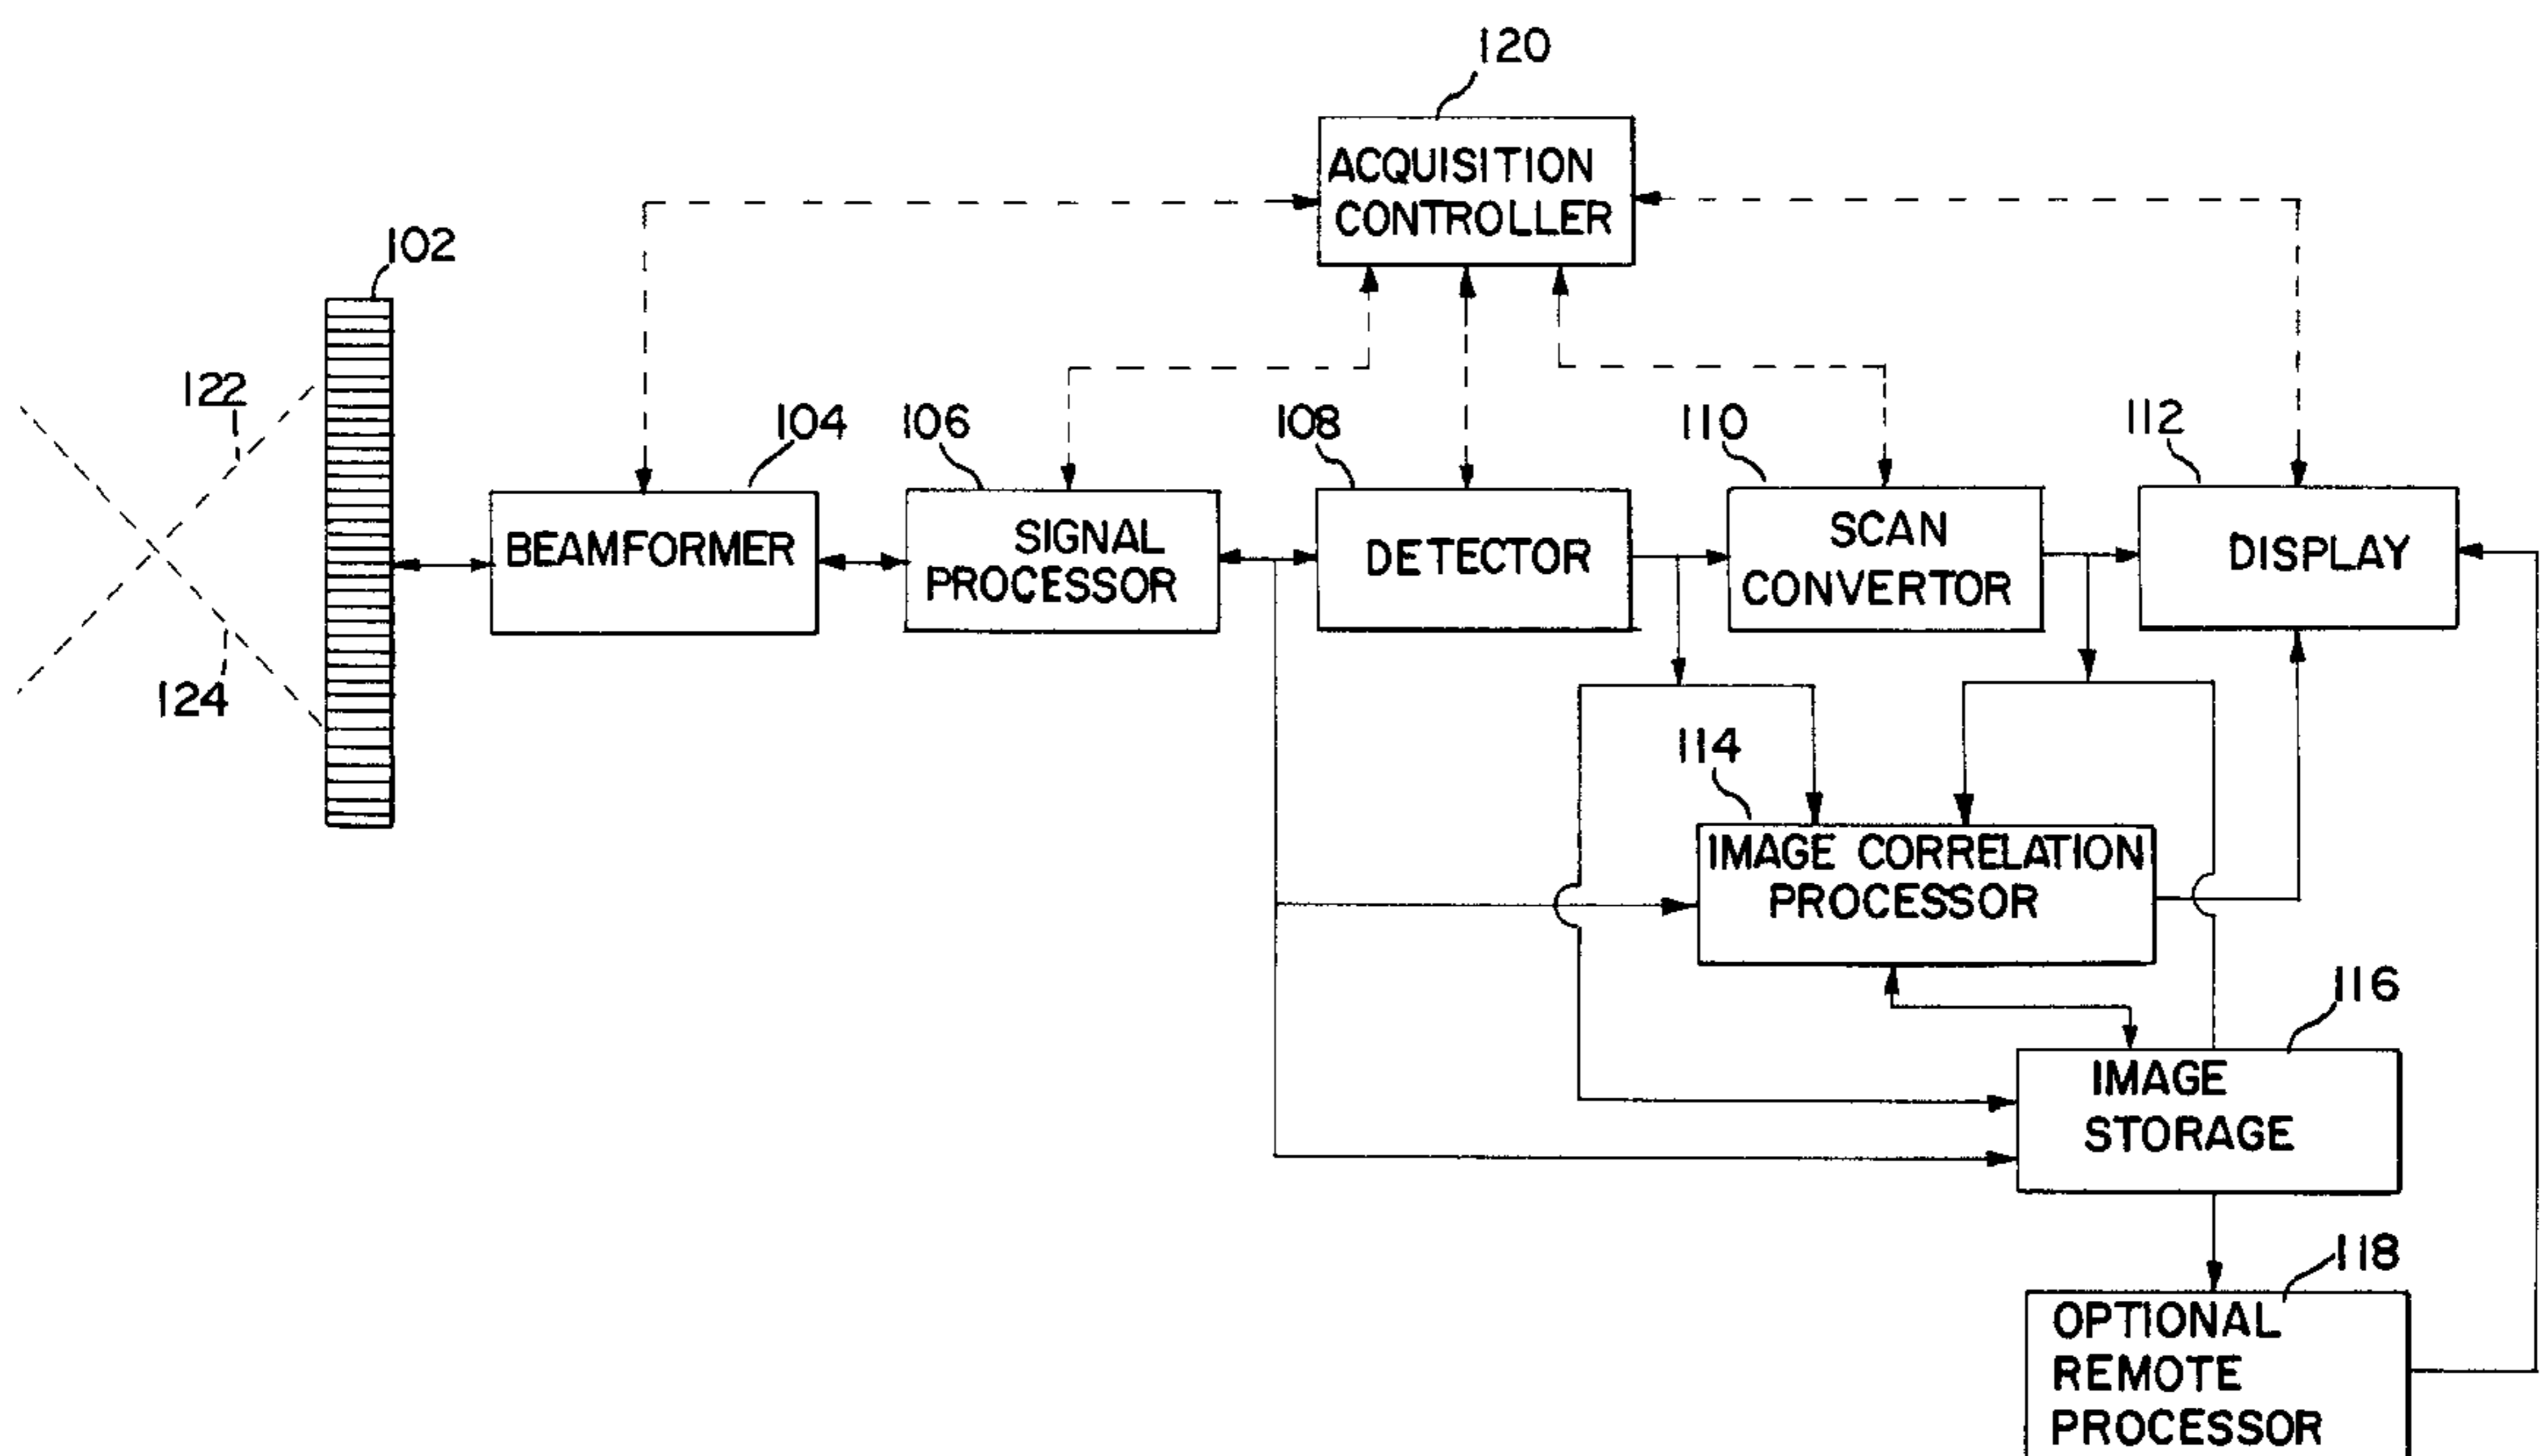 120
ACQUISITION
CONTROLLER
102
122
104
106
108
110
112
BEAMFORMER
SIGNAL
PROCESSOR
DETECTOR
SCAN
CONVERTOR
DISPLAY
124
114
IMAGE CORRELATION
PROCESSOR
116
IMAGE
STORAGE
118
OPTIONAL
REMOTE
PROCESSOR